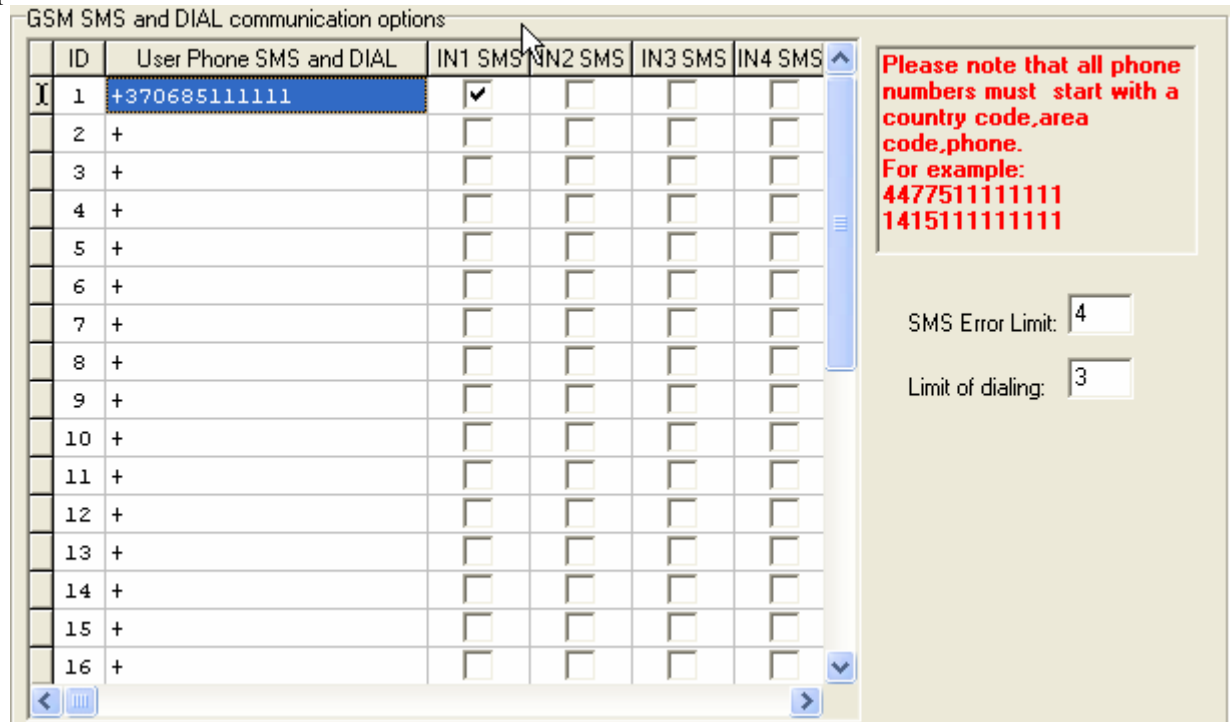 GSM SMS and DIAL communication options
ID User Phone SMS and DIAL IN1 SMS IN2 SMS IN3 SMS IN4 SMS
1 +370685111111
2 +
3 +
4 +
5 +
6 +
7 +
8 +
9 +
10 +
11 +
12 +
13 +
14 +
15 +
16 +
Please note that all phone
numbers must start with a
country code,area
code,phone.
For example:
4477511111111
1415111111111
SMS Error Limit: 4
Limit of dialing: 3